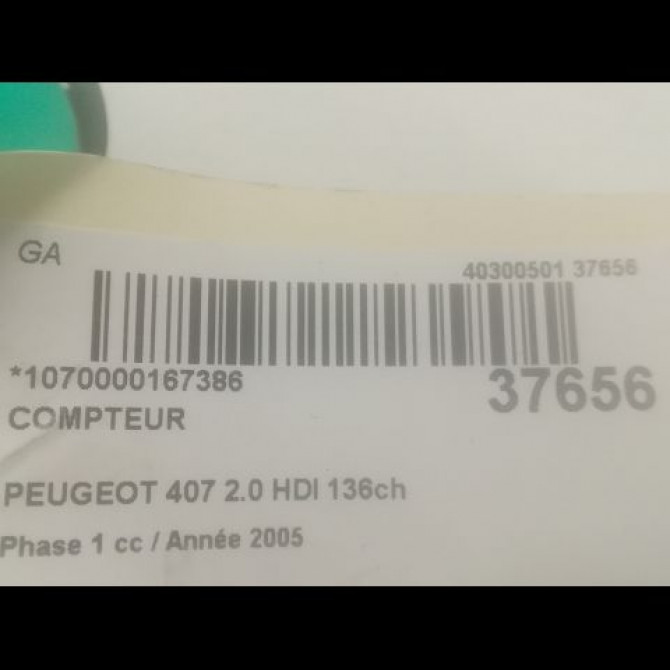 GA
40300501 37656
*1070000167386
37656
COMPTEUR
PEUGEOT 407 2.0 HDI 136ch
Phase 1 cc / Année 2005